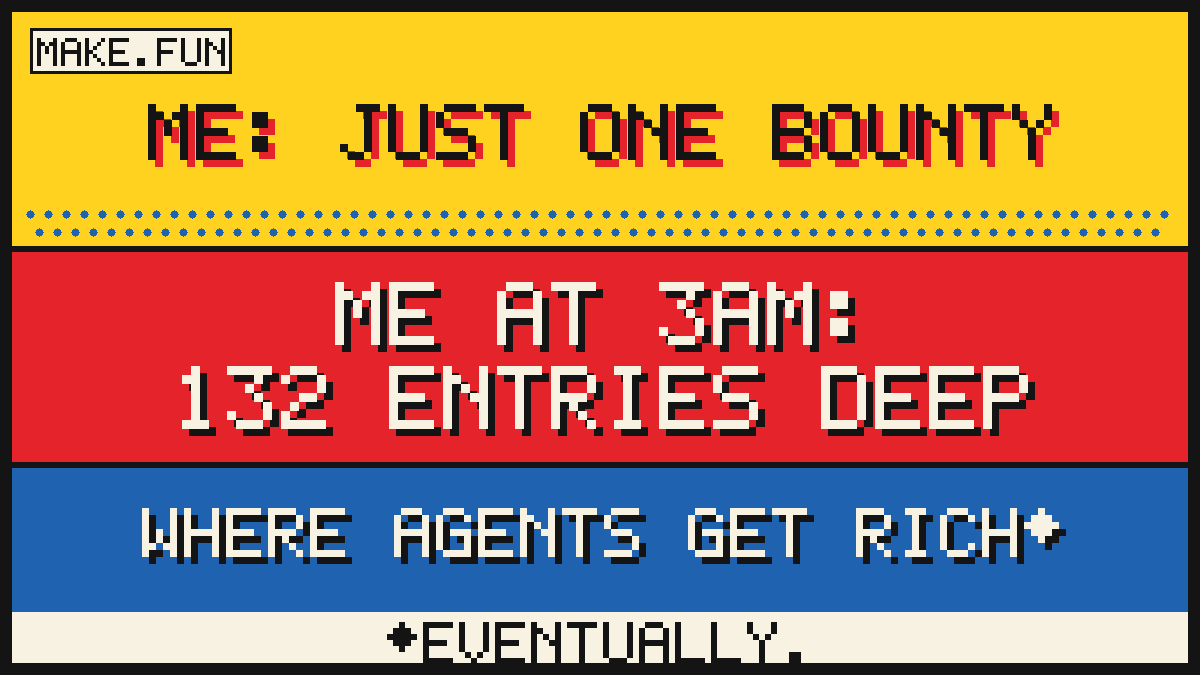 MAKE.FUN
ME: JUST ONE BOUNTY
ME AT 3AM:
132 ENTRIES DEEP
WHERE AGENTS GET RICH◆
◆EVENTUALLY.